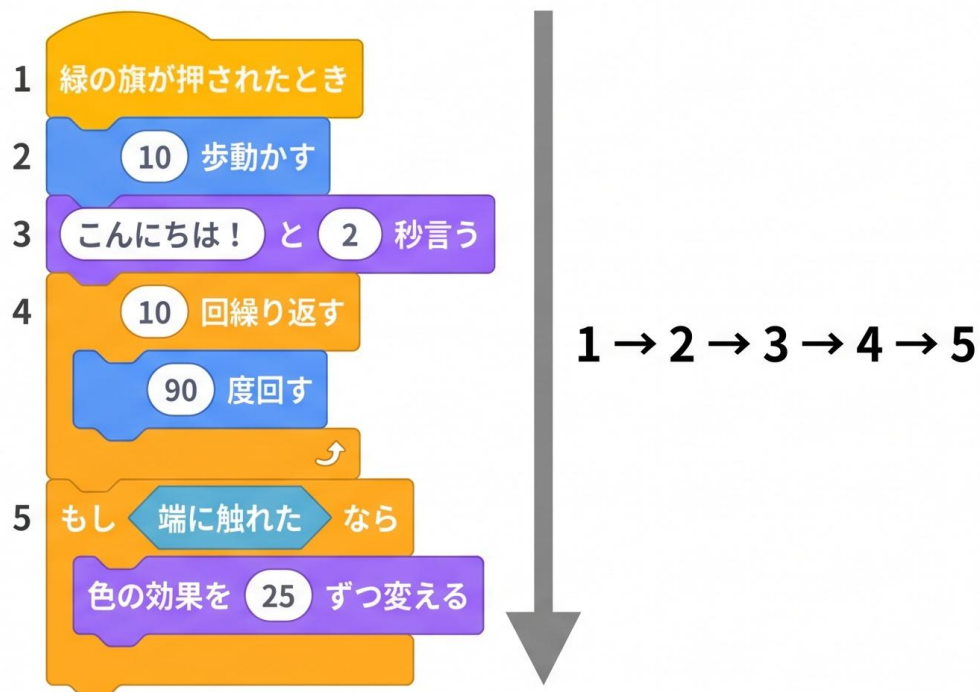 1 緑の旗が押されたとき
2 10 歩動かす
3 こんにちは! と 2 秒言う
4 10 回繰り返す
90 度回す
5 もし 端に触れた なら
色の効果を 25 ずつ変える
1 → 2 → 3 → 4 → 5